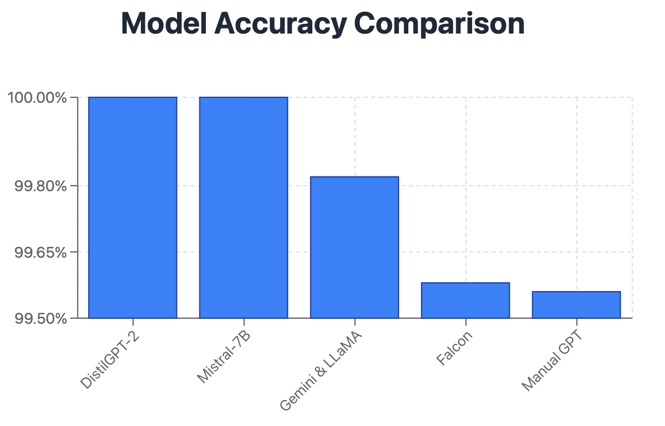 Model Accuracy Comparison
100.00%
99.80%
99.65%
99.50%
DistilGPT-2
Mistral-7B
Gemini & LLaMA
Falcon
Manual GPT